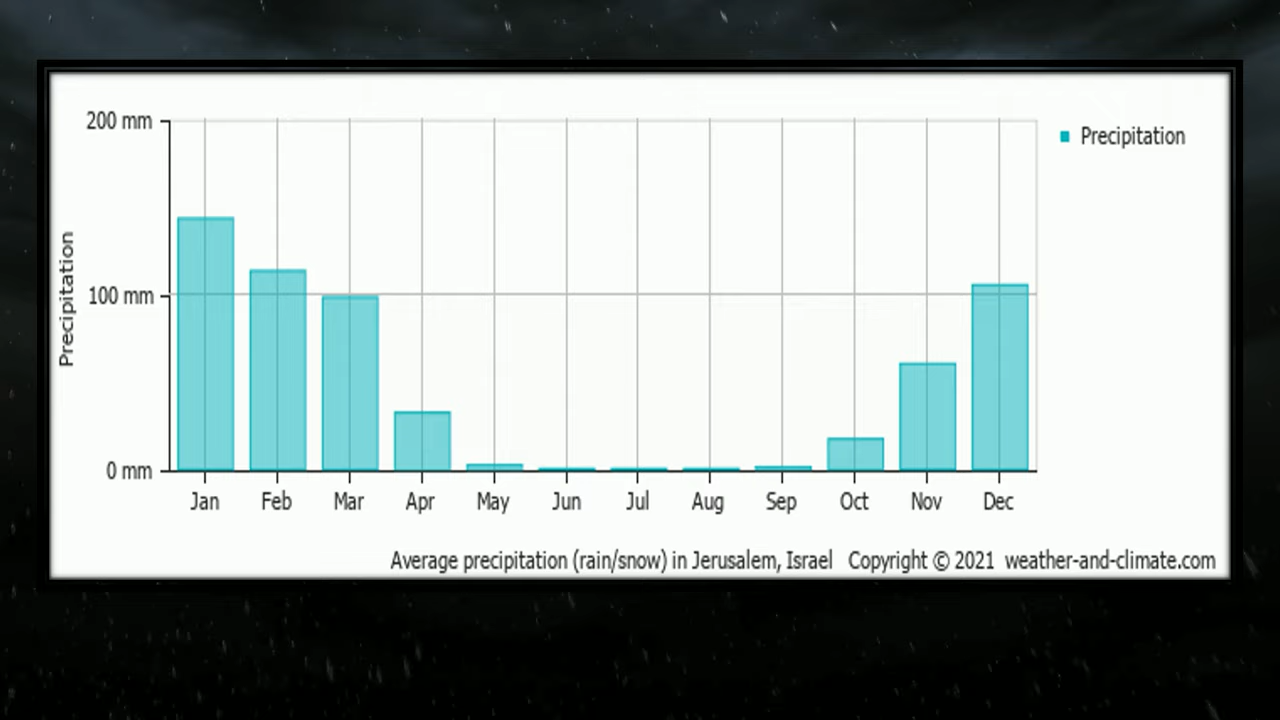 200 mm
Precipitation
Precipitation
100 mm
0 mm
Jan Feb Mar Apr May Jun Jul Aug Sep Oct Nov Dec
Average precipitation (rain/snow) in Jerusalem, Israel Copyright © 2021 weather-and-climate.com